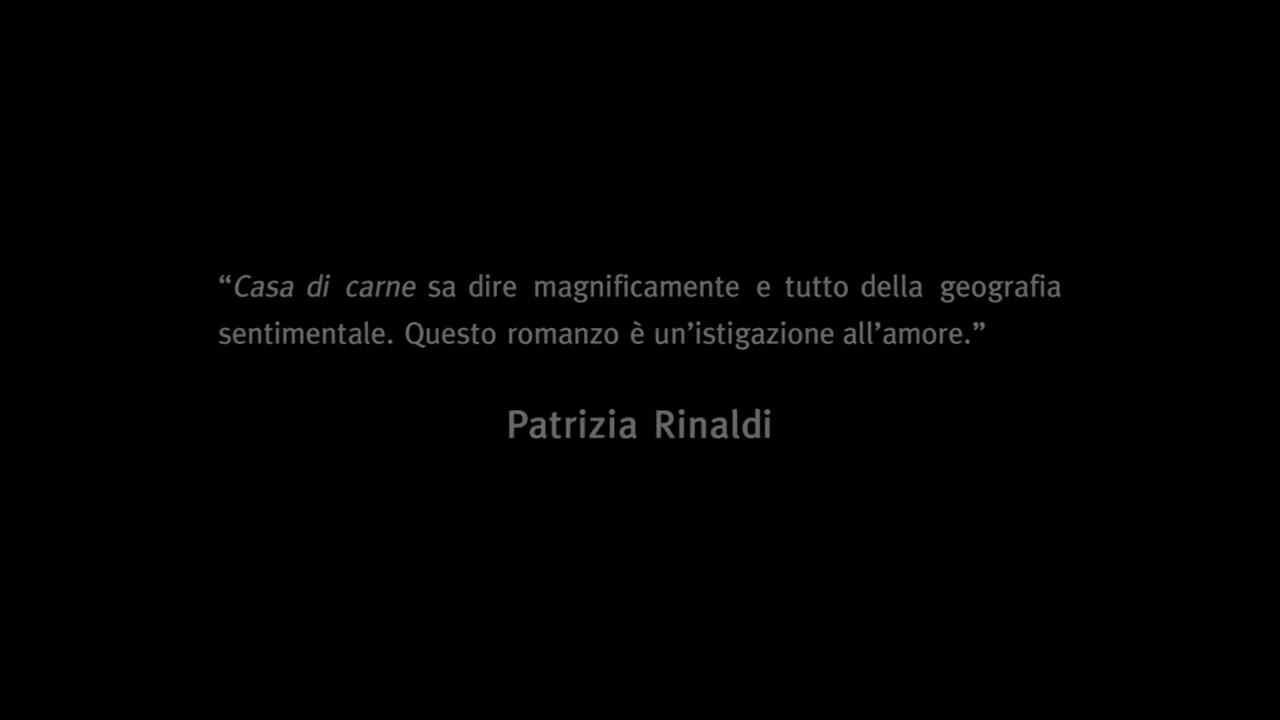 “Casa di carne sa dire magnificamente e tutto della geografia
sentimentale. Questo romanzo è un’istigazione all’amore.”
Patrizia Rinaldi